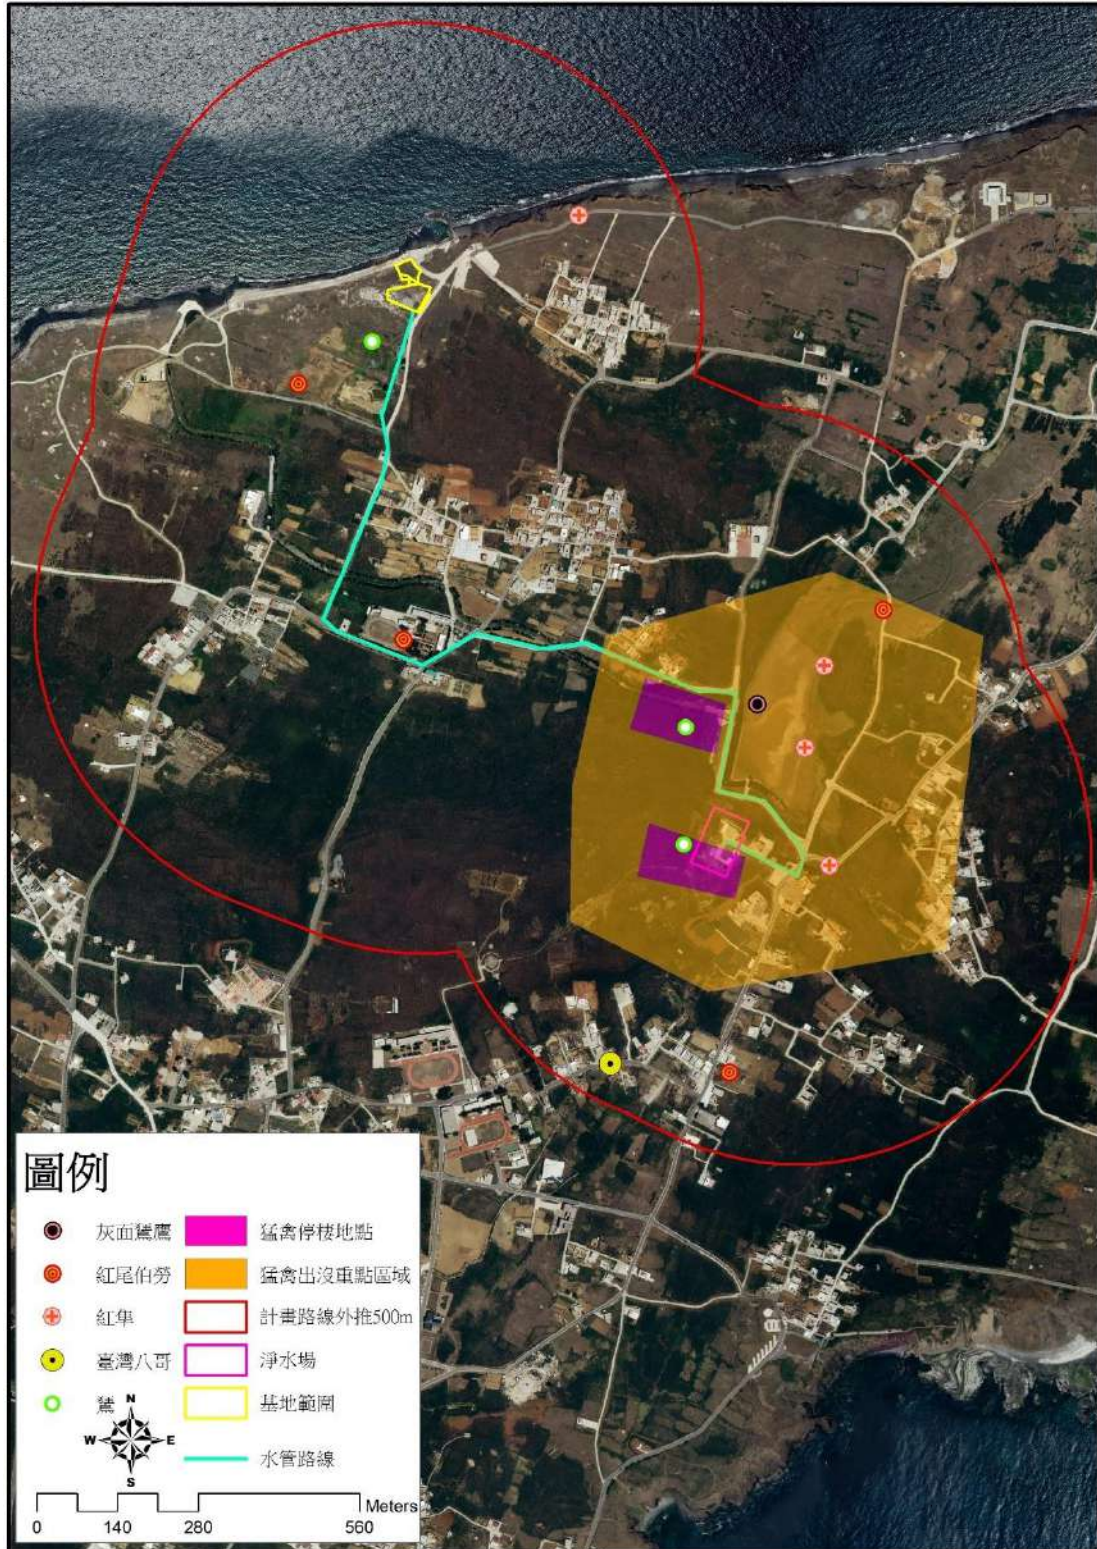 圖例
灰面鵟鷹 猛禽停棲地點
紅尾伯勞 猛禽出沒重點區域
紅隼 計畫路線外推500m
臺灣八哥 淨水場
鵟 基地範圍
水管路線
N
W E
S
Meters
0 140 280 560